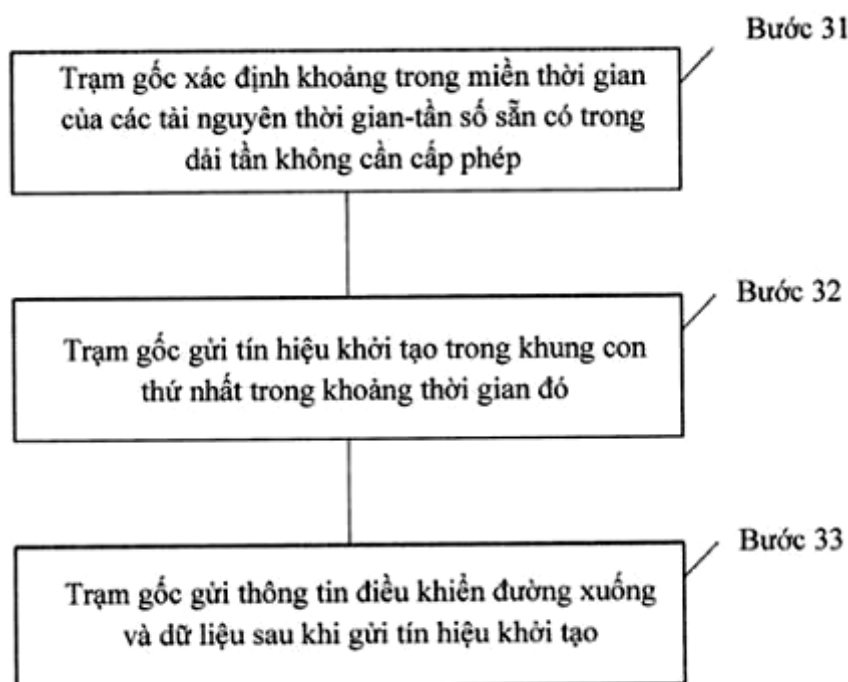 Bước 31
Trạm gốc xác định khoảng trong miền thời gian
của các tài nguyên thời gian-tần số sẵn có trong
dải tần không cần cấp phép
Bước 32
Trạm gốc gửi tín hiệu khởi tạo trong khung con
thứ nhất trong khoảng thời gian đó
Bước 33
Trạm gốc gửi thông tin điều khiển đường xuống
và dữ liệu sau khi gửi tín hiệu khởi tạo